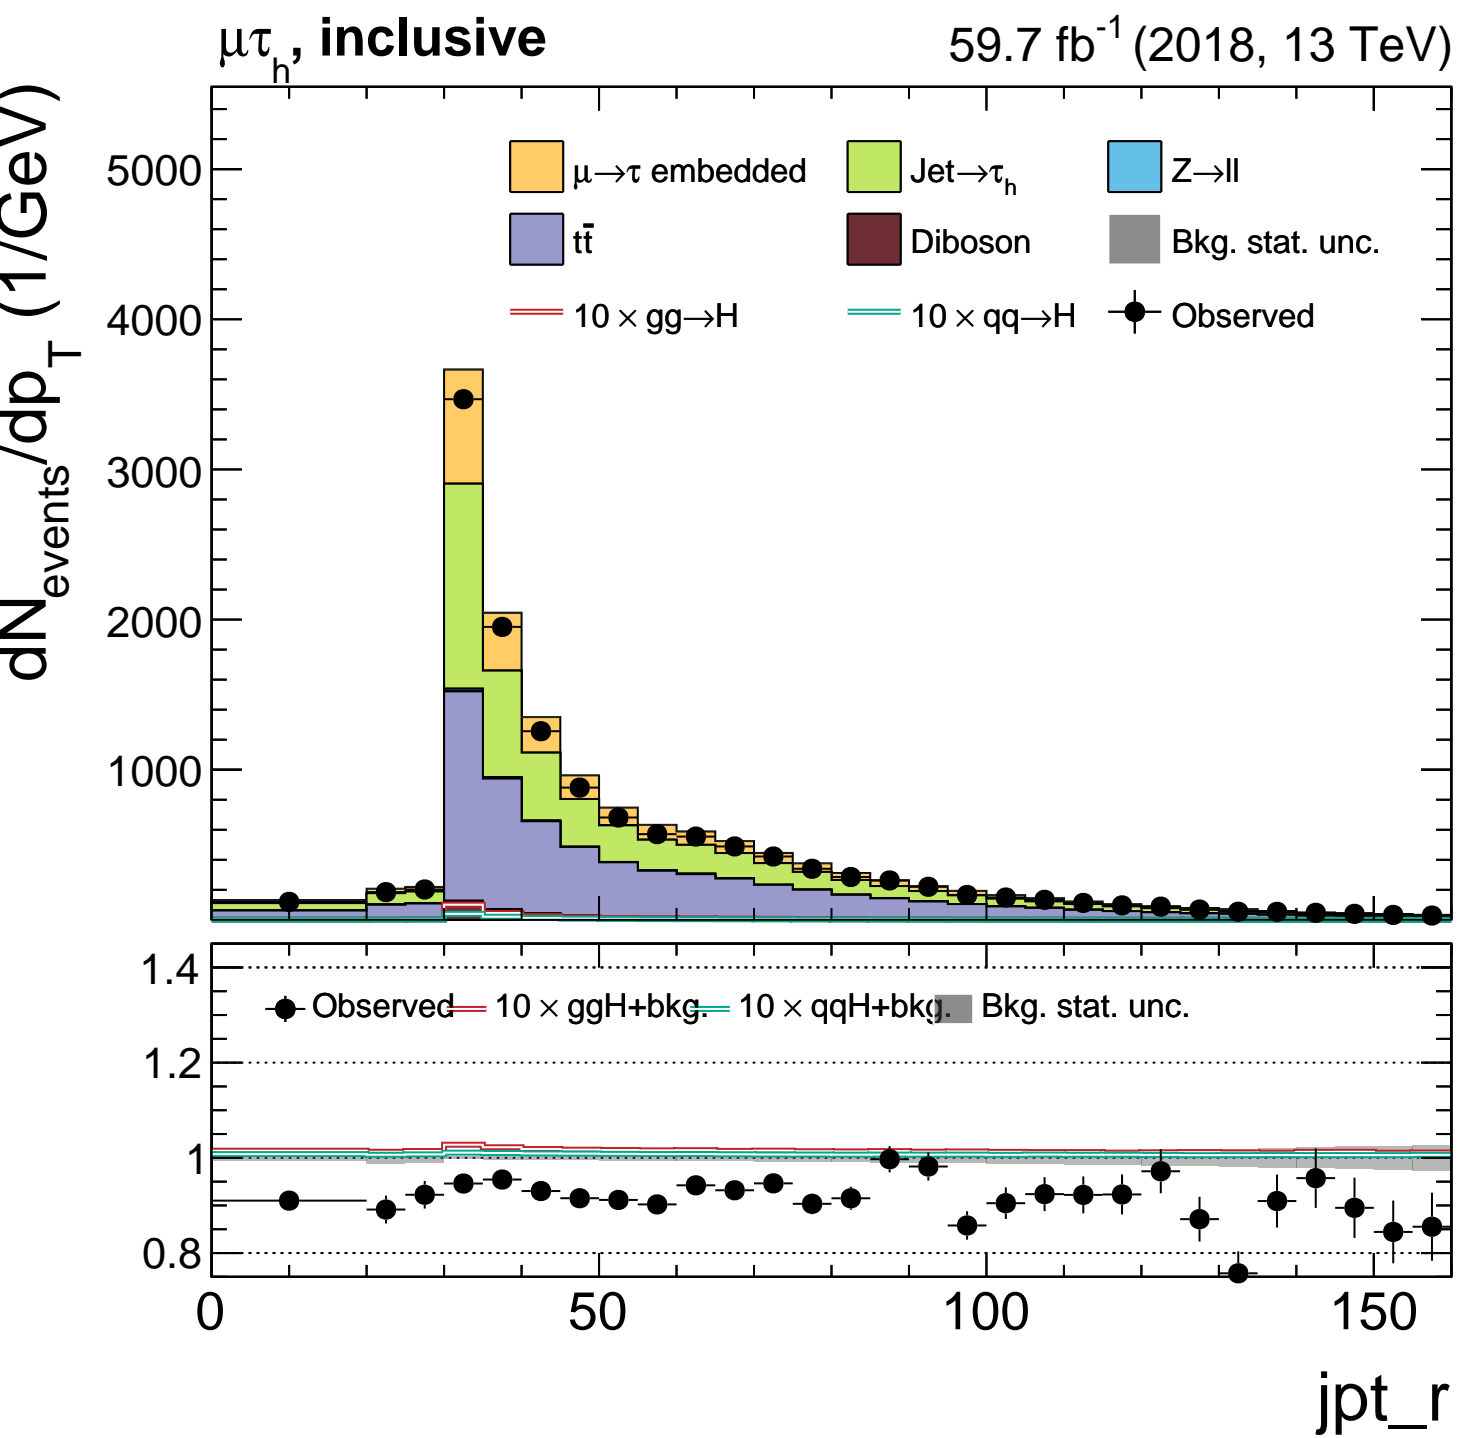 μτh, inclusive
59.7 fb-1 (2018, 13 TeV)
dNevents/dpT (1/GeV)
5000
4000
3000
2000
1000
μ→τ embedded
Jet→τh
Z→ll
tt̄
Diboson
Bkg. stat. unc.
10 × gg→H
10 × qq→H
Observed
1.4
1.2
1
0.8
Observed
10 × ggH+bkg.
10 × qqH+bkg.
Bkg. stat. unc.
0
50
100
150
jpt_r